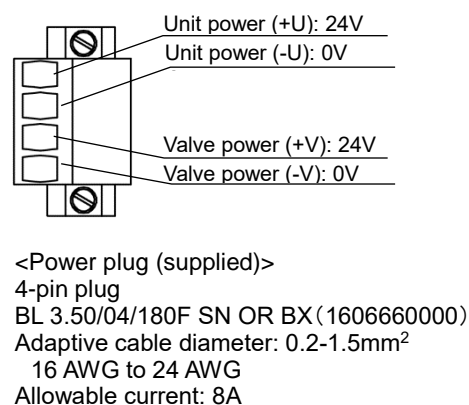 Unit power (+U): 24V
Unit power (-U): 0V
Valve power (+V): 24V
Valve power (-V): 0V
<Power plug (supplied)>
4-pin plug
BL 3.50/04/180F SN OR BX（1606660000）
Adaptive cable diameter: 0.2-1.5mm²
16 AWG to 24 AWG
Allowable current: 8A